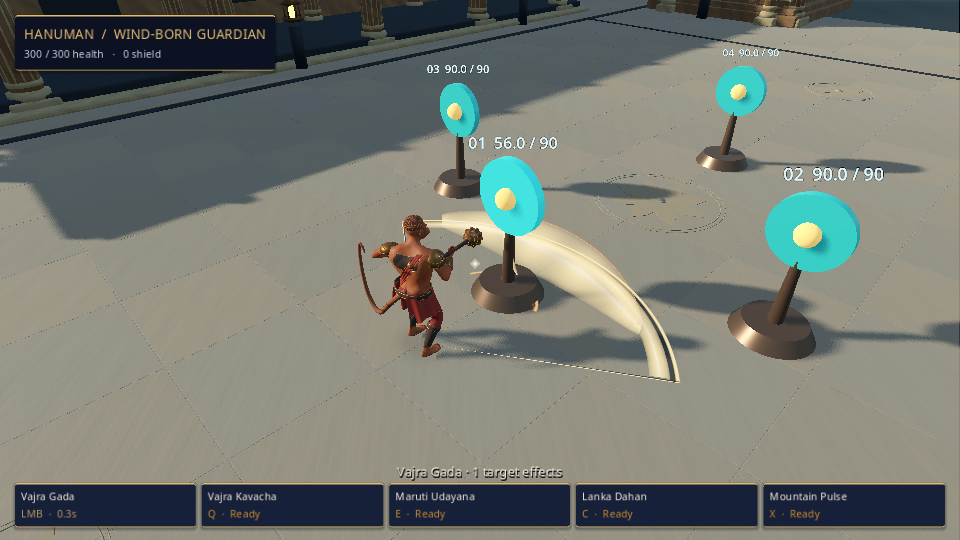 HANUMAN / WIND-BORN GUARDIAN
300 / 300 health · 0 shield
04 90.0 / 90
03 90.0 / 90
01 56.0 / 90
02 90.0 / 90
Vajra Gada · 1 target effects
Vajra Gada
LMB · 0.3s
Vajra Kavacha
Q · Ready
Maruti Udayana
E · Ready
Lanka Dahan
C · Ready
Mountain Pulse
X · Ready